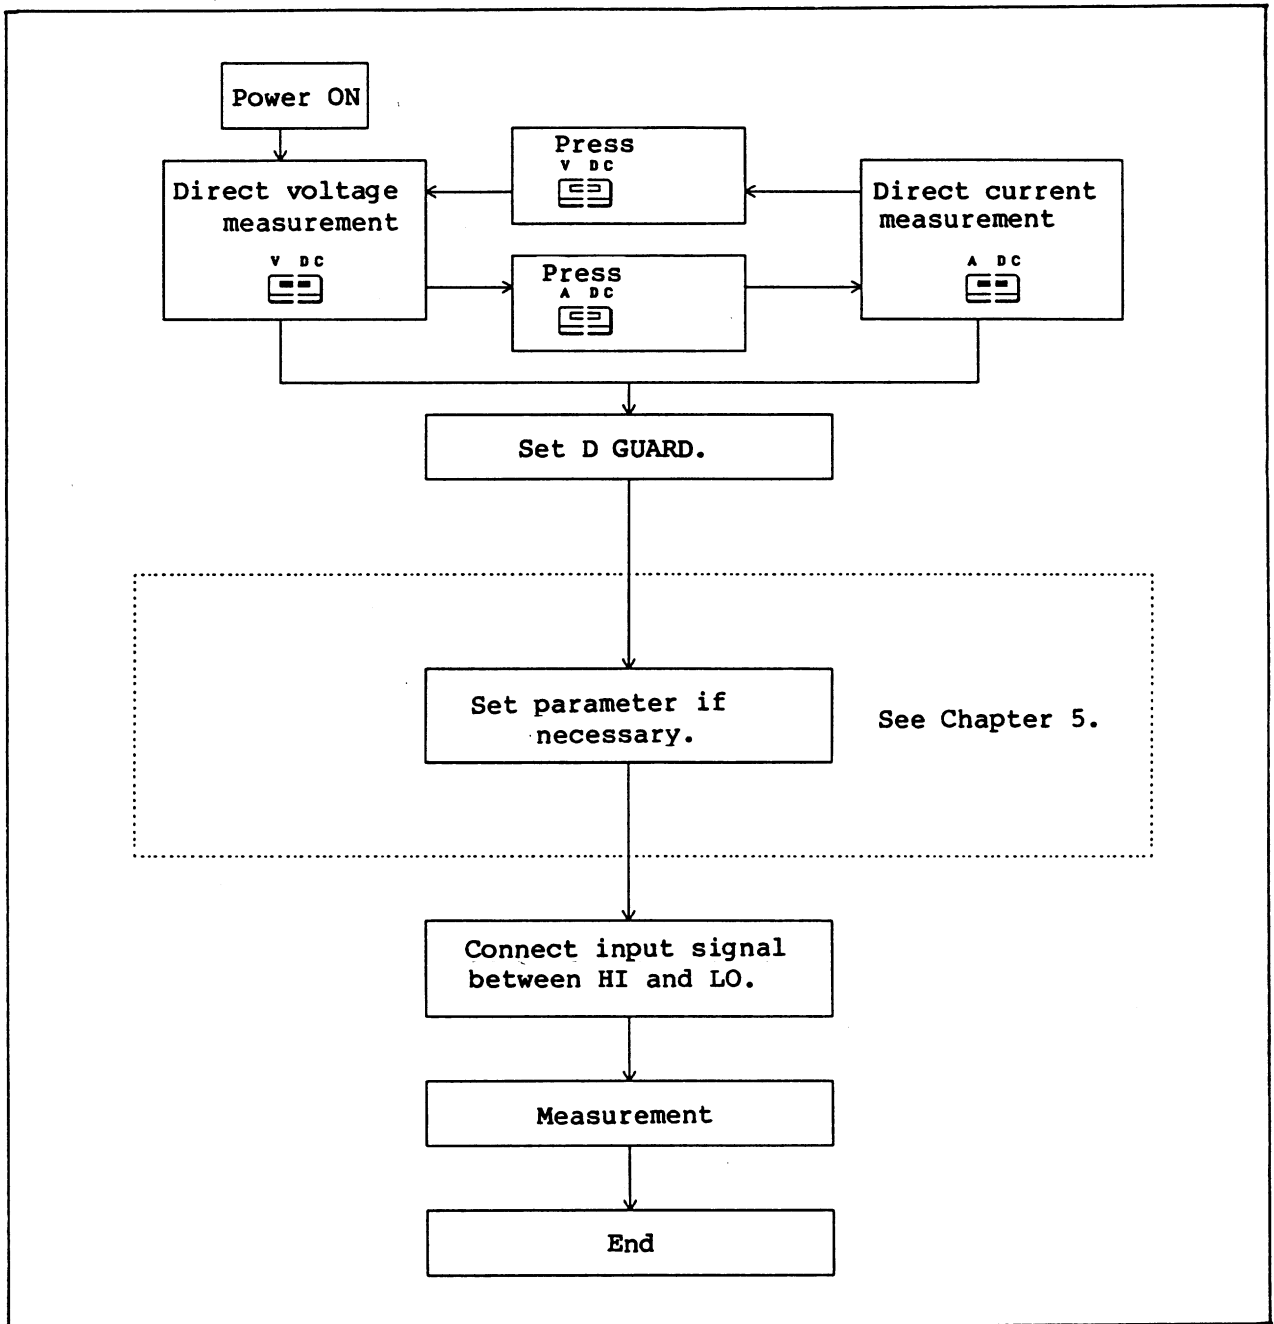 Power ON
Press
V DC
Direct voltage
measurement
V DC
Direct current
measurement
A DC
Press
A DC
Set D GUARD.
Set parameter if
necessary.
See Chapter 5.
Connect input signal
between HI and LO.
Measurement
End